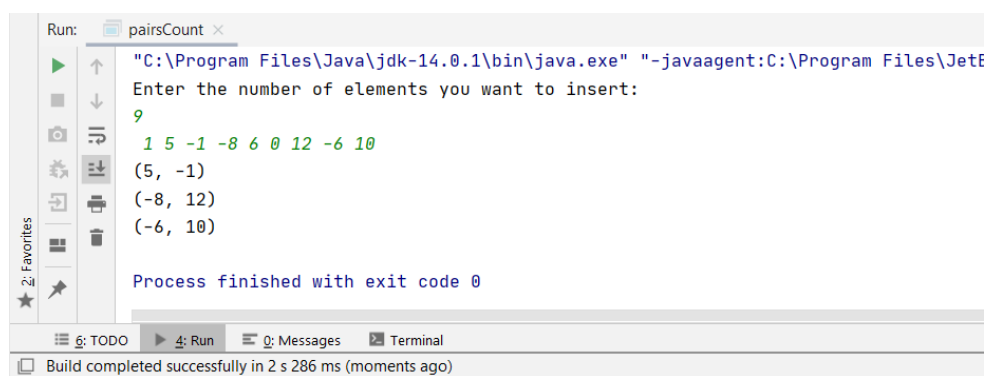 Run: pairsCount
"C:\Program Files\Java\jdk-14.0.1\bin\java.exe" "-javaagent:C:\Program Files\JetB
Enter the number of elements you want to insert:
9
1 5 -1 -8 6 0 12 -6 10
(5, -1)
(-8, 12)
(-6, 10)
Process finished with exit code 0
2: Favorites
6: TODO 4: Run 0: Messages Terminal
Build completed successfully in 2 s 286 ms (moments ago)